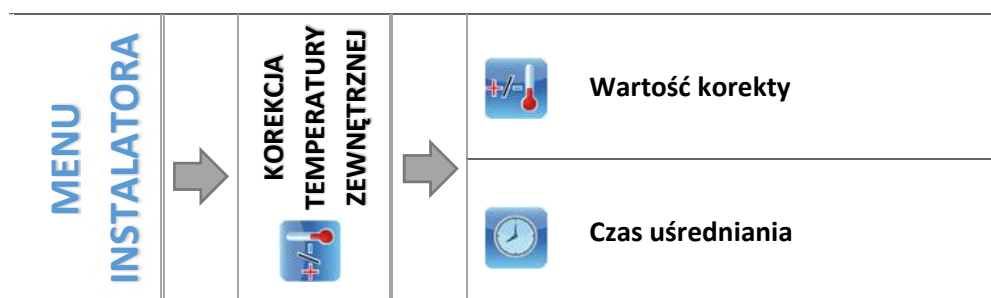 MENU
INSTALATORA
KOREKCJA
TEMPERATURY
ZEWNĘTRZNEJ
+/-
+/-
Wartość korekty
Czas uśredniania